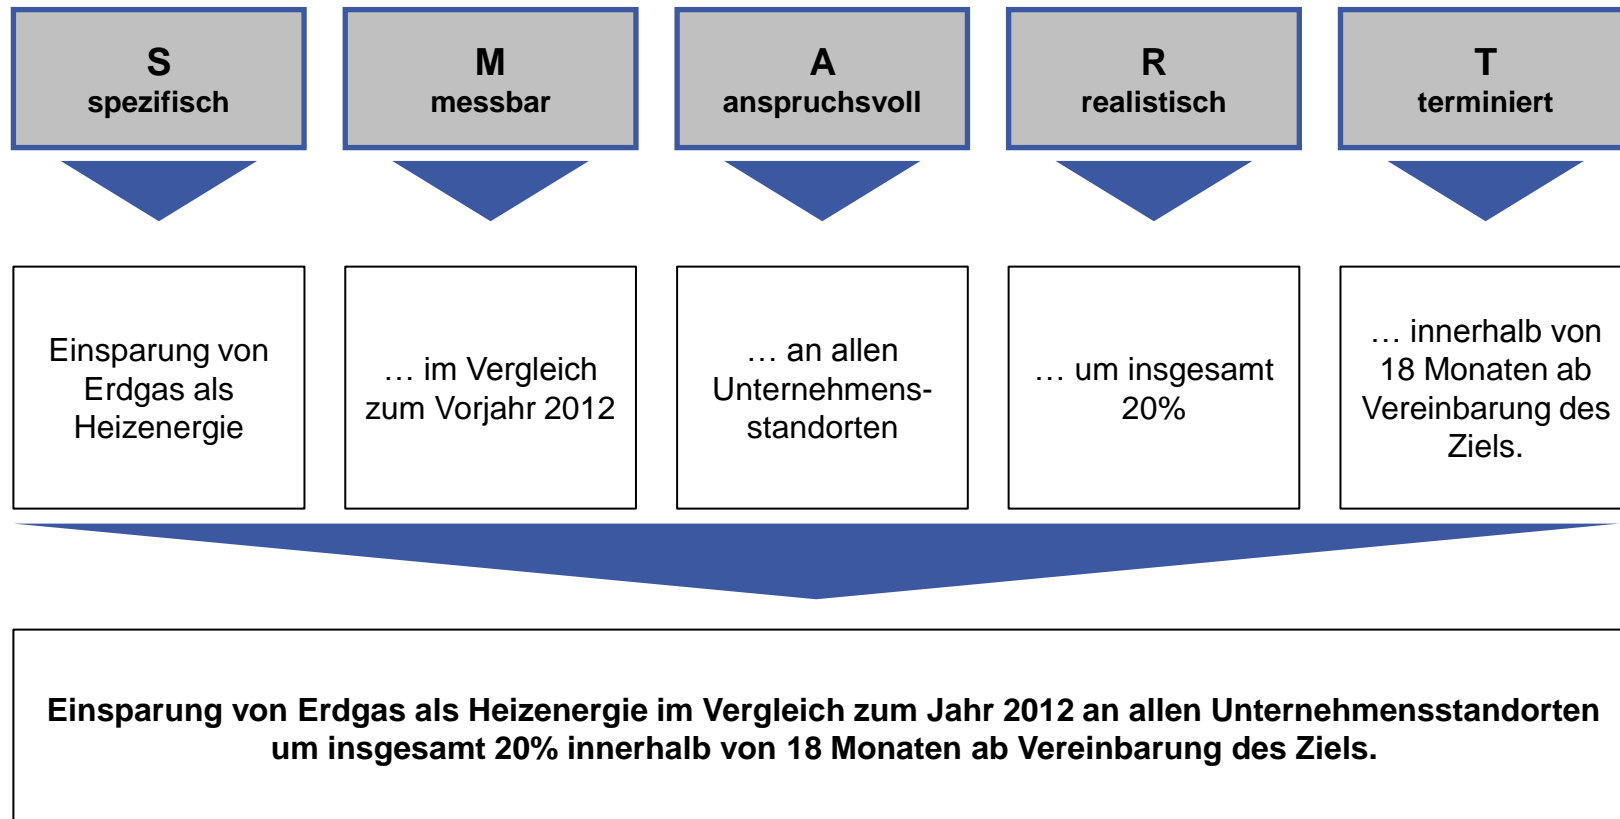 S
spezifisch
M
messbar
A
anspruchsvoll
R
realistisch
T
terminiert
Einsparung von
Erdgas als
Heizenergie
… im Vergleich
zum Vorjahr 2012
… an allen
Unternehmens-
standorten
… um insgesamt
20%
… innerhalb von
18 Monaten ab
Vereinbarung des
Ziels.
Einsparung von Erdgas als Heizenergie im Vergleich zum Jahr 2012 an allen Unternehmensstandorten
um insgesamt 20% innerhalb von 18 Monaten ab Vereinbarung des Ziels.